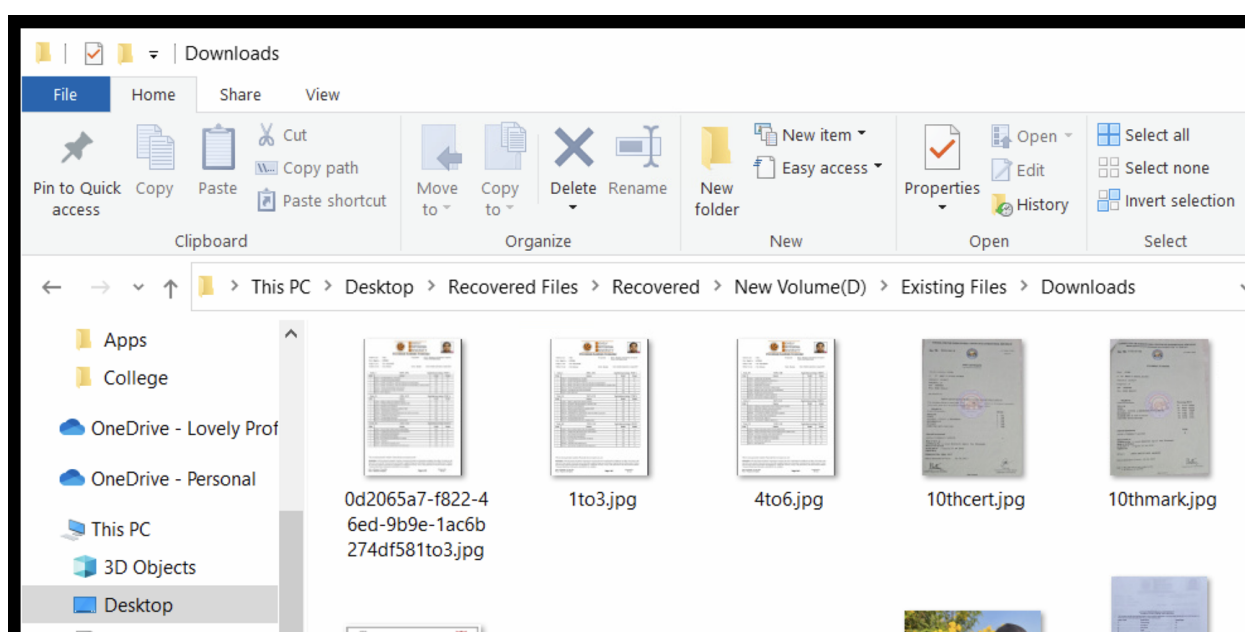 Downloads
File Home Share View
Pin to Quick access
Copy
Paste
Cut
Copy path
Paste shortcut
Clipboard
Move to
Copy to
Delete
Rename
Organize
New folder
New item
Easy access
New
Properties
Open
Edit
History
Open
Select all
Select none
Invert selection
Select
This PC > Desktop > Recovered Files > Recovered > New Volume(D) > Existing Files > Downloads
Apps
College
OneDrive - Lovely Prof
OneDrive - Personal
This PC
3D Objects
Desktop
0d2065a7-f822-4
6ed-9b9e-1ac6b
274df581to3.jpg
1to3.jpg
4to6.jpg
10thcert.jpg
10thmark.jpg